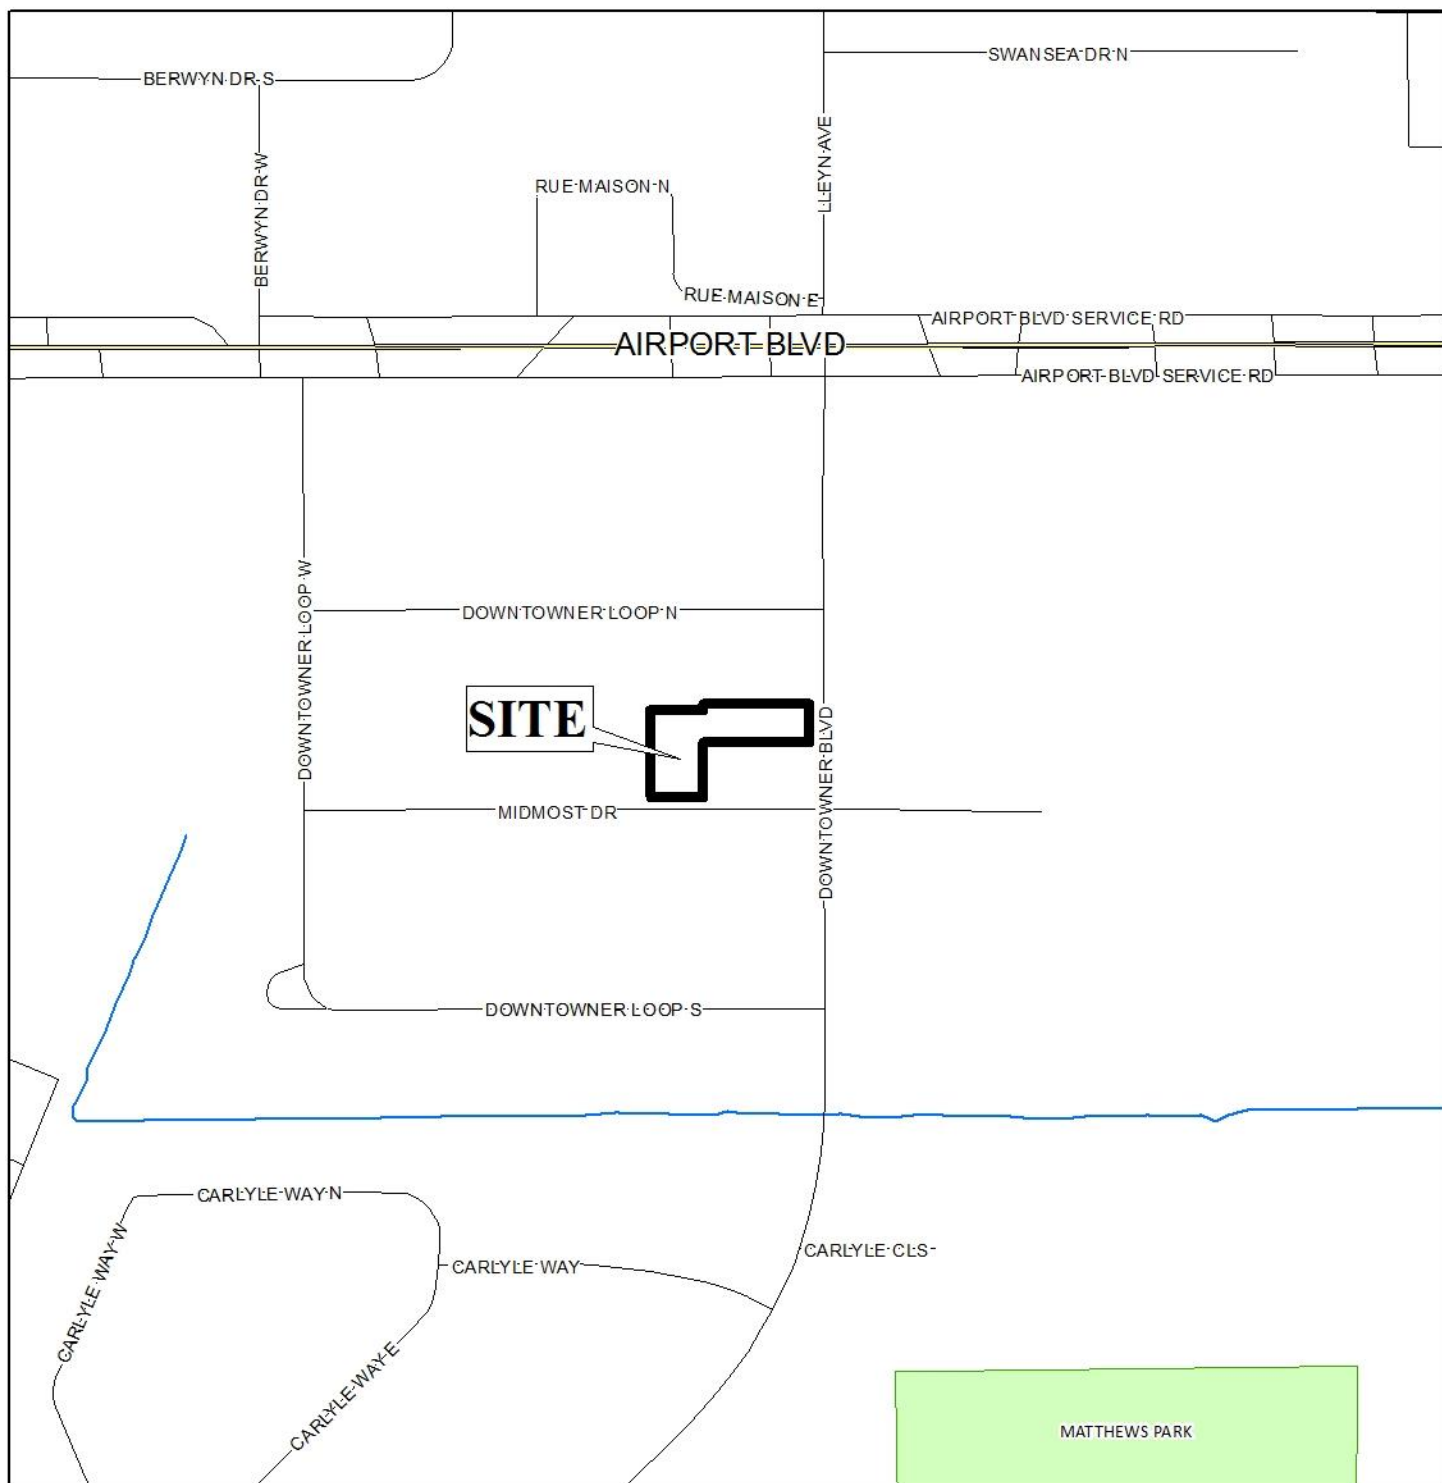 SWANSEA DR N
BERWYN DR S
LLEYN AVE
BERWYN DR W
RUE MAISON N
RUE MAISON E
AIRPORT BLVD SERVICE RD
AIRPORT BLVD
AIRPORT BLVD SERVICE RD
DOWNTOWNER LOOP W
DOWNTOWNER LOOP N
SITE
DOWNTOWNER BLVD
MIDMOST DR
DOWNTOWNER LOOP S
CARLYLE WAY N
CARLYLE WAY W
CARLYLE CLS
CARLYLE WAY
CARLYLE WAY E
MATTHEWS PARK